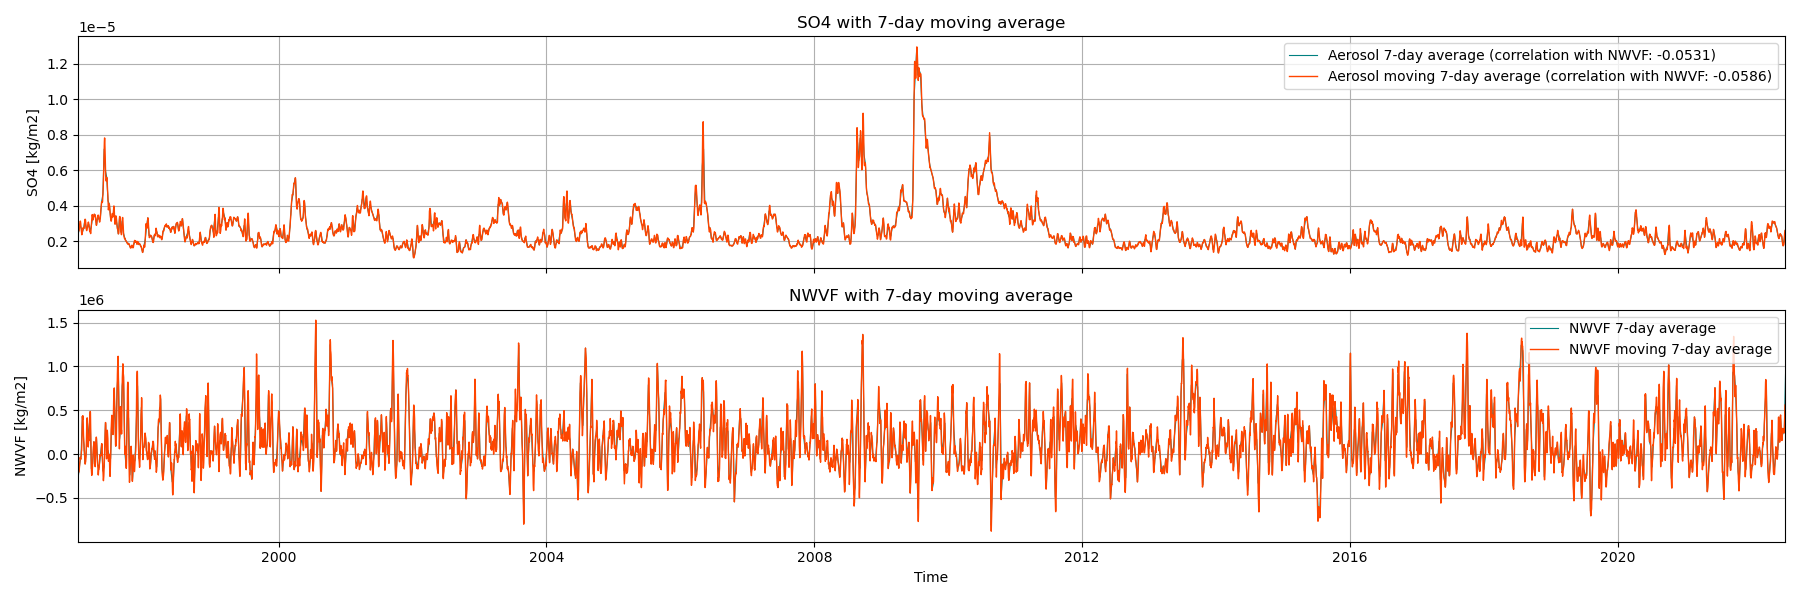 SO4 with 7-day moving average
1e−5
Aerosol 7-day average (correlation with NWVF: -0.0531)
Aerosol moving 7-day average (correlation with NWVF: -0.0586)
SO4 [kg/m2]
1.2
1.0
0.8
0.6
0.4
0.2
NWVF with 7-day moving average
1e6
NWVF 7-day average
NWVF moving 7-day average
NWVF [kg/m2]
1.5
1.0
0.5
0.0
−0.5
2000 2004 2008 2012 2016 2020
Time